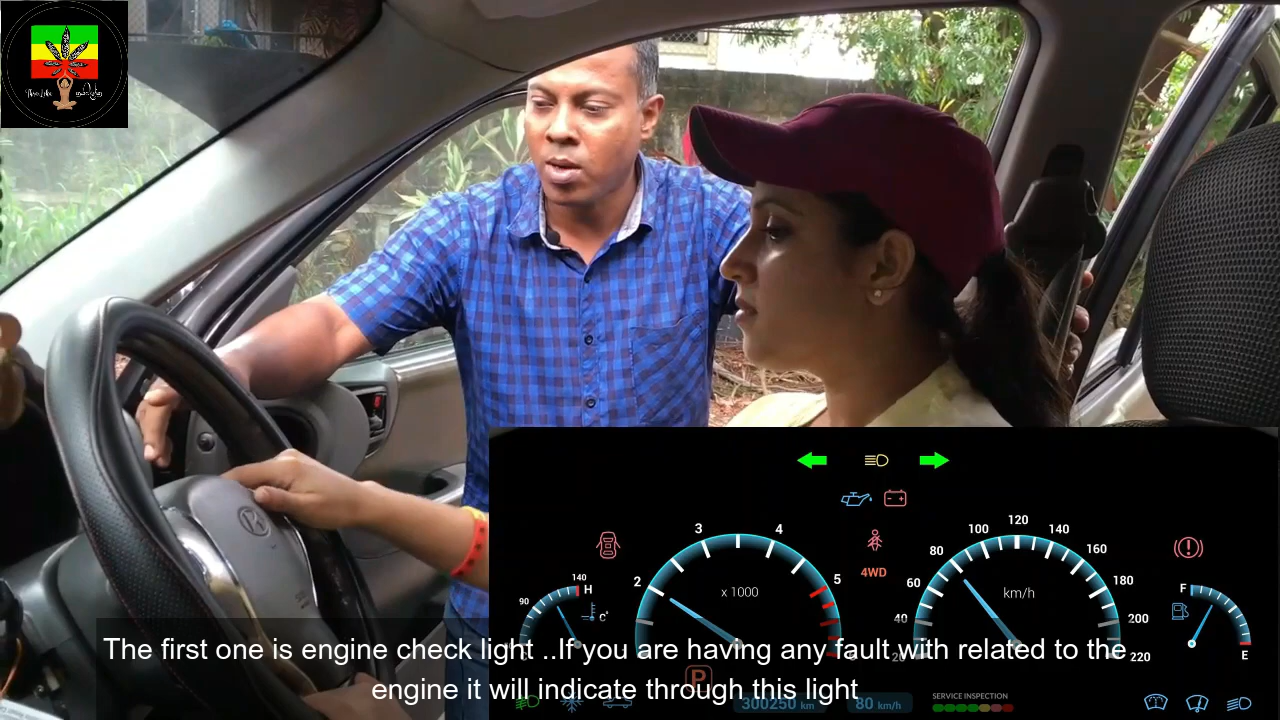 3 4
100 120 140
80 160
140 H
90
2 5
x 1000
4WD
60 180
km/h
F
C
40 200
20 220
E
The first one is engine check light ..If you are having any fault with related to the
engine it will indicate through this light
P
300250 km
80 km/h
SERVICE INSPECTION